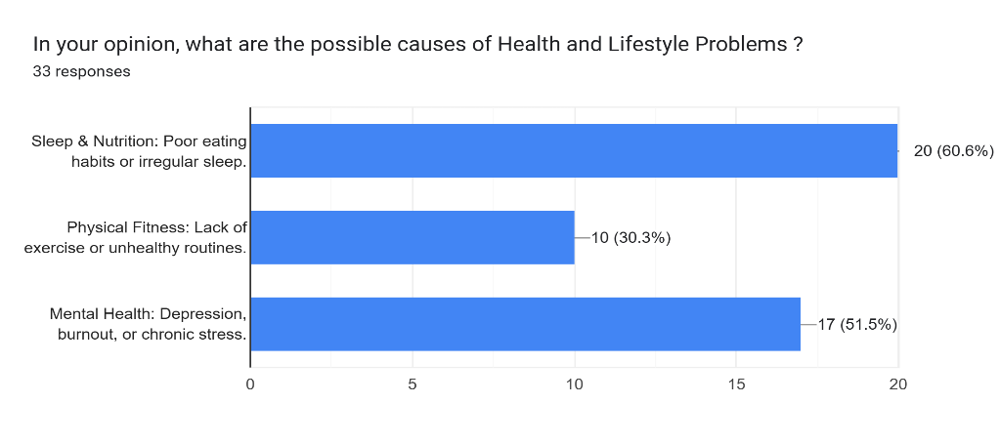 In your opinion, what are the possible causes of Health and Lifestyle Problems ?
33 responses
Sleep & Nutrition: Poor eating
habits or irregular sleep.
20 (60.6%)
Physical Fitness: Lack of
exercise or unhealthy routines.
10 (30.3%)
Mental Health: Depression,
burnout, or chronic stress.
17 (51.5%)
0 5 10 15 20